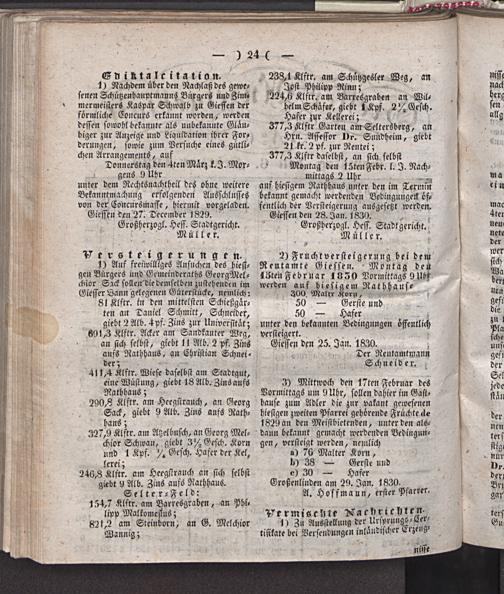 — ) 24 ( —
Ediktalcitation.
1) Nachdem über den Nachlaß des gewe-
senen Schützenhauptmanns Bürgers und Zim-
mermeisters Kaspar Schwalb zu Giessen der
förmliche Concurs erkannt worden, werden
dessen sowohl bekannte als unbekannte Gläu-
biger zur Anzeige und Liquidation ihrer For-
derungen, sowie zum Versuche eines gütli-
chen Arrangements, auf
Donnerstag den 4ten März l. J. Mor-
gens 9 Uhr
unter dem Rechtsnachtheil des ohne weitere
Bekanntmachung erfolgenden Ausschlusses
von der Concursmasse, hiermit vorgeladen.
Giessen den 27. December 1829.
Großherzogl. Hess. Stadtgericht.
Müller.
Versteigerungen.
1) Auf freiwilliges Ansuchen des hiesi-
gen Bürgers und Gemeinderaths Georg Mel-
chior Sack sollen die demselben zustehenden im
Giesser Gann gelegenen Güterstücke, nemlich:
81 Klftr. in den mittelsten Schießgär-
ten an Daniel Schmitt, Schneider,
giebt 2 Alb. 4 pf. Zins zur Universität;
691,3 Klftr. Acker am Sandkauter Weg,
an sich selbst, giebt 11 Alb. 2 pf. Zins
aufs Rathhaus, an Christian Schnei-
der;
411,4 Klftr. Wiese daselbst am Stadtgut,
eine Wüstung, giebt 18 Alb. Zins aufs
Rathhaus;
290,8 Klftr. am Heegstrauch, an Georg
Sack, giebt 9 Alb. Zins aufs Rath-
haus;
327,9 Klftr. am Atzelbusch, an Georg Mel-
chior Schwan, giebt 3½ Gesch. Korn
und 1 Kpf. ¼ Gesch. Hafer der Kel-
lerei;
246,8 Klftr. am Heegstrauch an sich selbst
giebt 9 Alb. Zins aufs Rathhaus.
Selter-Feld:
154,7 Klftr. am Barresgraben, an Phi-
lipp Malkomesius;
821,2 am Steinborn, an G. Melchior
Wannig;
238,1 Klftr. am Schützgesler Weg, an
Jost Philipp Rinn;
224,6 Klftr. am Barresgraben an Wil-
helm Schäfer, giebt 1 Kpf. 2½ Gesch.
Hafer zur Kellerei;
377,3 Klftr Garten am Seltersberg, an
Hrn. Assessor Dr. Sundheim, giebt
21 kr. 2 pf. zur Rentei;
377,3 Klftr daselbst, an sich selbst
Montag den 15ten Febr. l. J. Nach-
mittags 2 Uhr
auf hiesigem Rathhaus unter den im Termin
bekannt gemacht werdenden Bedingungen öf-
fentlich der Versteigerung ausgesetzt werden.
Giessen den 28. Jan. 1830.
Großherzogl. Hess. Stadtgericht.
Müller.
2) Fruchtversteigerung bei dem
Rentamte Giessen. Montag den
15ten Februar 1830 Vormittags 9 Uhr
werden auf hiesigem Rathhause
300 Malter Korn,
50 — Gerste und
50 — Hafer
unter den bekannten Bedingungen öffentlich
versteigert.
Giessen den 25. Jan. 1830.
Der Rentamtmann
Schneider.
3) Mittwoch den 17ten Februar des
Vormittags um 9 Uhr, sollen dahier im Gast-
hause zum Adler die zur vakant gewesenen
hiesigen zweiten Pfarrei gehörende Früchte de
1829 an den Meistbietenden, unter den als-
dann bekannt gemacht werdenden Bedingun-
gen, versteigt werden, nemlich
a) 76 Malter Korn,
b) 38 — Gerste und
c) 30 — Hafer
Großenlinden am 29. Jan. 1830.
A. Hoffmann, erster Pfarrer.
Vermischte Nachrichten.
1) Zu Ausstellung der Ursprungs-Cer-
tifikate bei Versendungen inländischer Erzeug-
nisse